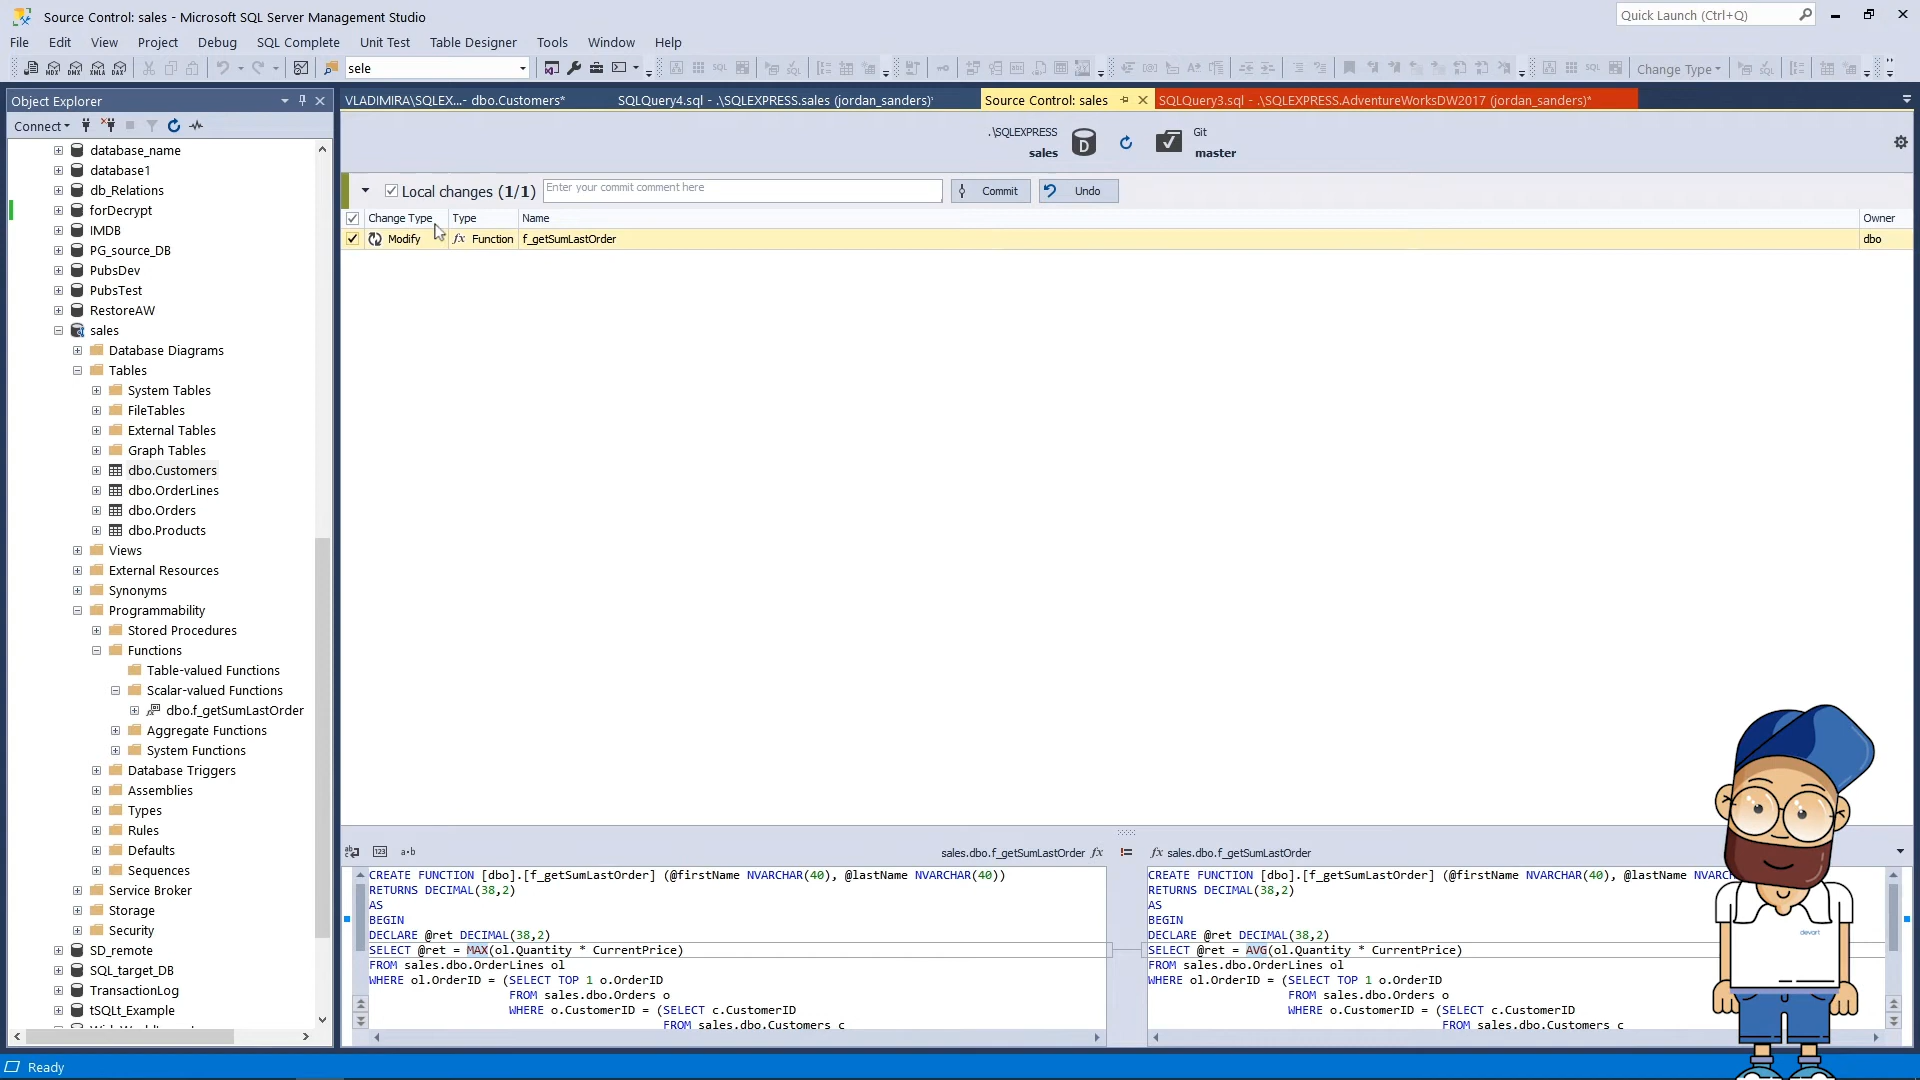 Source Control: sales - Microsoft SQL Server Management Studio
Quick Launch (Ctrl+Q)
File Edit View Project Debug SQL Complete Unit Test Table Designer Tools Window Help
MDX DMX XMLA DAX
sele
Change Type
Object Explorer
VLADIMIRA\SQLEX...- dbo.Customers*
SQLQuery4.sql - .\SQLEXPRESS.sales (jordan_sanders)*
Source Control: sales
SQLQuery3.sql - .\SQLEXPRESS.AdventureWorksDW2017 (jordan_sanders)*
Connect
.\SQLEXPRESS
sales
D
Git
master
Local changes (1/1)
Enter your commit comment here
Commit
Undo
Change Type Type Name Owner
Modify fx Function f_getSumLastOrder dbo
database_name
database1
db_Relations
forDecrypt
IMDB
PG_source_DB
PubsDev
PubsTest
RestoreAW
sales
Database Diagrams
Tables
System Tables
FileTables
External Tables
Graph Tables
dbo.Customers
dbo.OrderLines
dbo.Orders
dbo.Products
Views
External Resources
Synonyms
Programmability
Stored Procedures
Functions
Table-valued Functions
Scalar-valued Functions
dbo.f_getSumLastOrder
Aggregate Functions
System Functions
Database Triggers
Assemblies
Types
Rules
Defaults
Sequences
Service Broker
Storage
Security
SD_remote
SQL_target_DB
TransactionLog
tSQLt_Example
sales.dbo.f_getSumLastOrder fx
CREATE FUNCTION [dbo].[f_getSumLastOrder] (@firstName NVARCHAR(40), @lastName NVARCHAR(40))
RETURNS DECIMAL(38,2)
AS
BEGIN
DECLARE @ret DECIMAL(38,2)
SELECT @ret = MAX(ol.Quantity * CurrentPrice)
FROM sales.dbo.OrderLines ol
WHERE ol.OrderID = (SELECT TOP 1 o.OrderID
FROM sales.dbo.Orders o
WHERE o.CustomerID = (SELECT c.CustomerID
FROM sales.dbo.Customers c
fx sales.dbo.f_getSumLastOrder
CREATE FUNCTION [dbo].[f_getSumLastOrder] (@firstName NVARCHAR(40), @lastName NVARC
RETURNS DECIMAL(38,2)
AS
BEGIN
DECLARE @ret DECIMAL(38,2)
SELECT @ret = AVG(ol.Quantity * CurrentPrice)
FROM sales.dbo.OrderLines ol
WHERE ol.OrderID = (SELECT TOP 1 o.OrderID
FROM sales.dbo.Orders o
WHERE o.CustomerID = (SELECT c.CustomerID
FROM sales.dbo.Customers c
devart
Ready